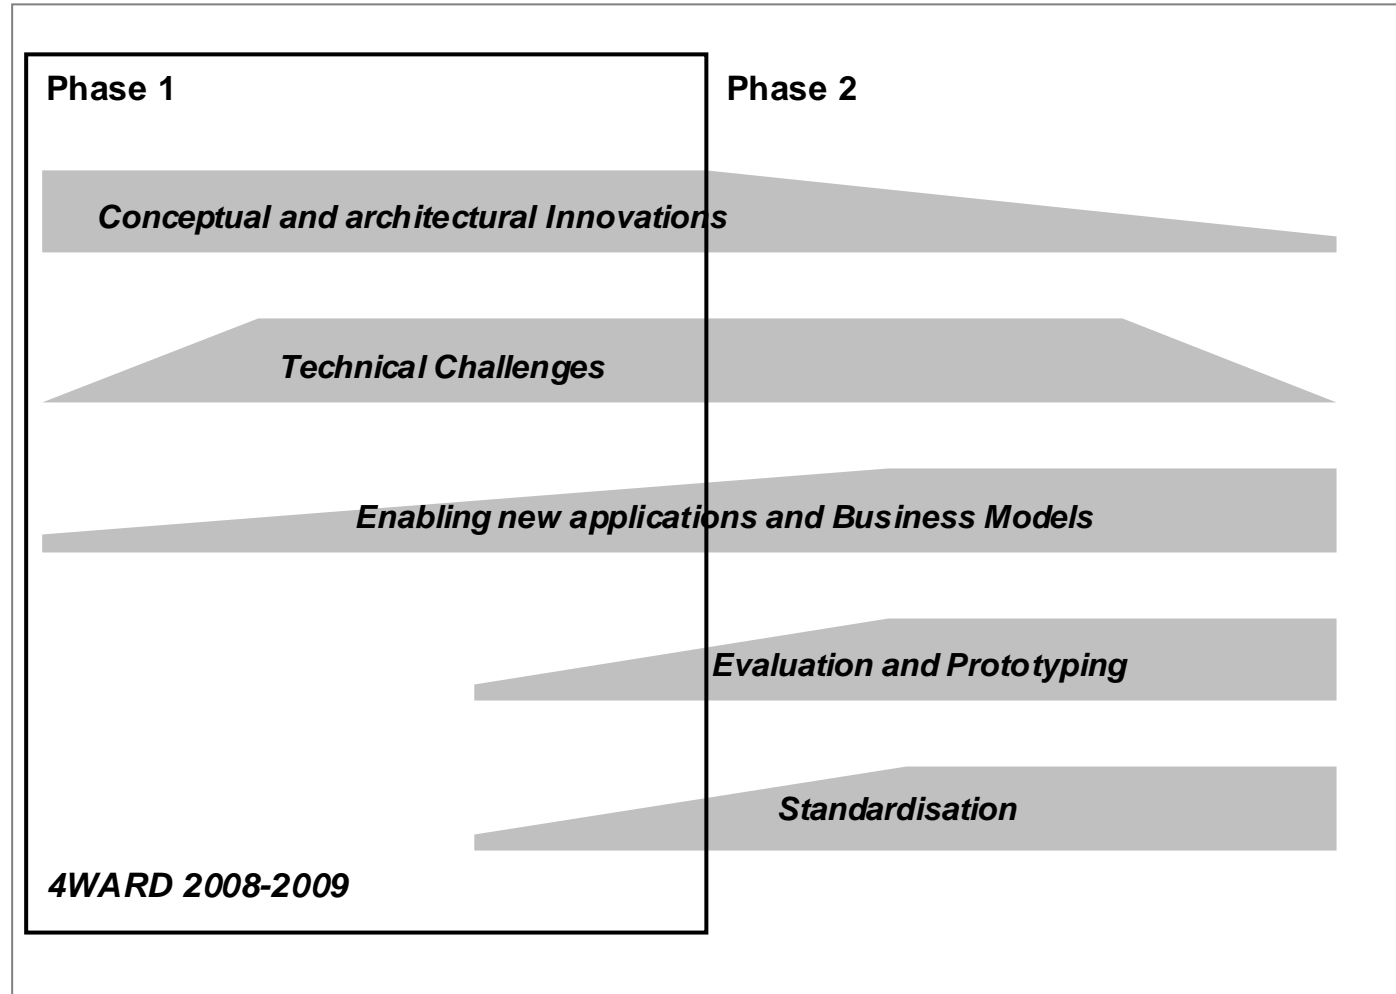 Phase 1
Phase 2
Conceptual and architectural Innovations
Technical Challenges
Enabling new applications and Business Models
Evaluation and Prototyping
Standardisation
4WARD 2008-2009